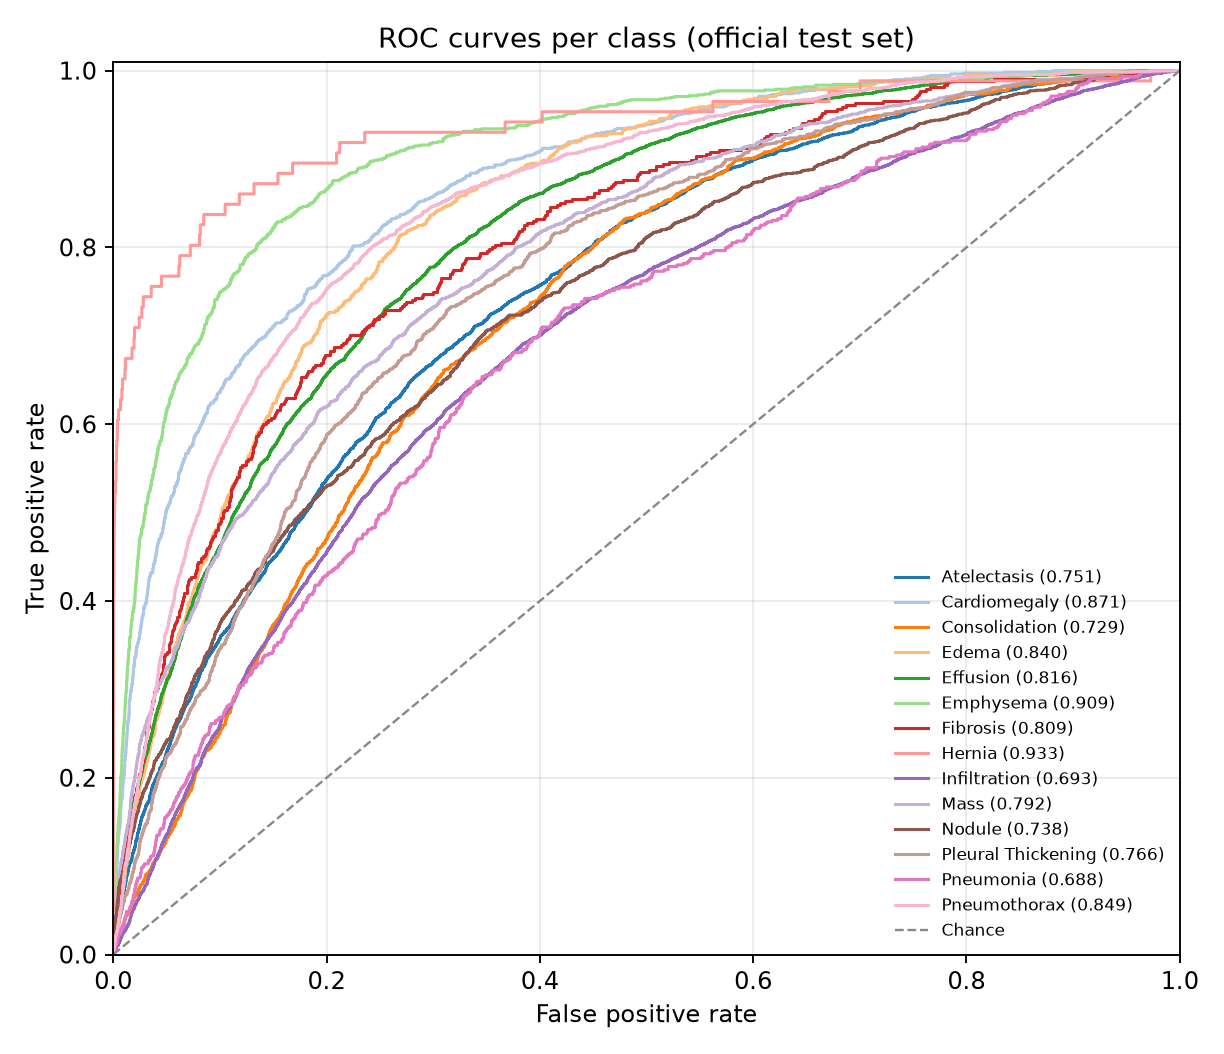 ROC curves per class (official test set)
1.0
0.8
0.6
0.4
0.2
0.0
True positive rate
Atelectasis (0.751)
Cardiomegaly (0.871)
Consolidation (0.729)
Edema (0.840)
Effusion (0.816)
Emphysema (0.909)
Fibrosis (0.809)
Hernia (0.933)
Infiltration (0.693)
Mass (0.792)
Nodule (0.738)
Pleural Thickening (0.766)
Pneumonia (0.688)
Pneumothorax (0.849)
Chance
0.0 0.2 0.4 0.6 0.8 1.0
False positive rate